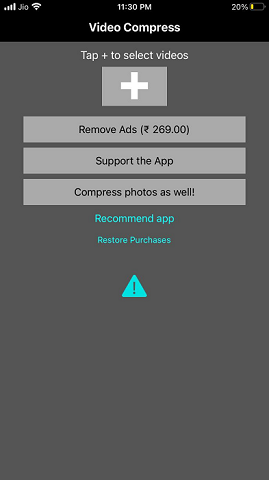 Jio 11:30 PM 20%
Video Compress
Tap + to select videos
Remove Ads (₹ 269.00)
Support the App
Compress photos as well!
Recommend app
Restore Purchases